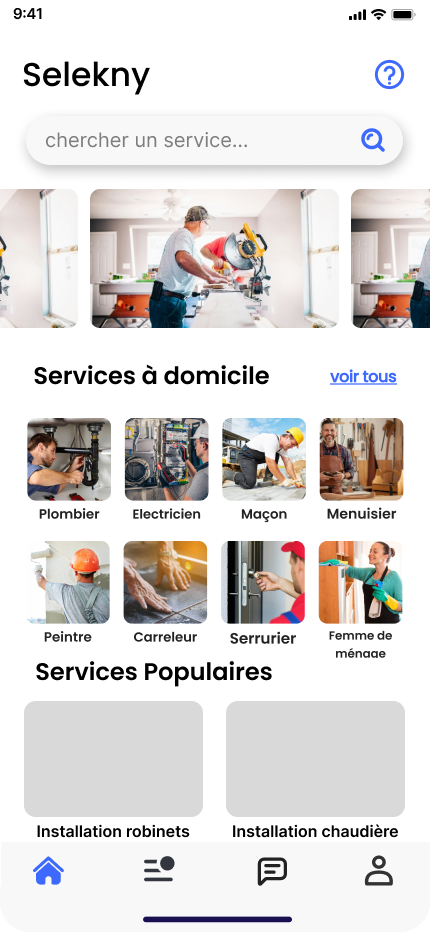 9:41
Selekny
chercher un service...
Services à domicile
voir tous
Plombier
Electricien
Maçon
Menuisier
Peintre
Carreleur
Serrurier
Femme de
ménage
Services Populaires
Installation robinets
Installation chaudière